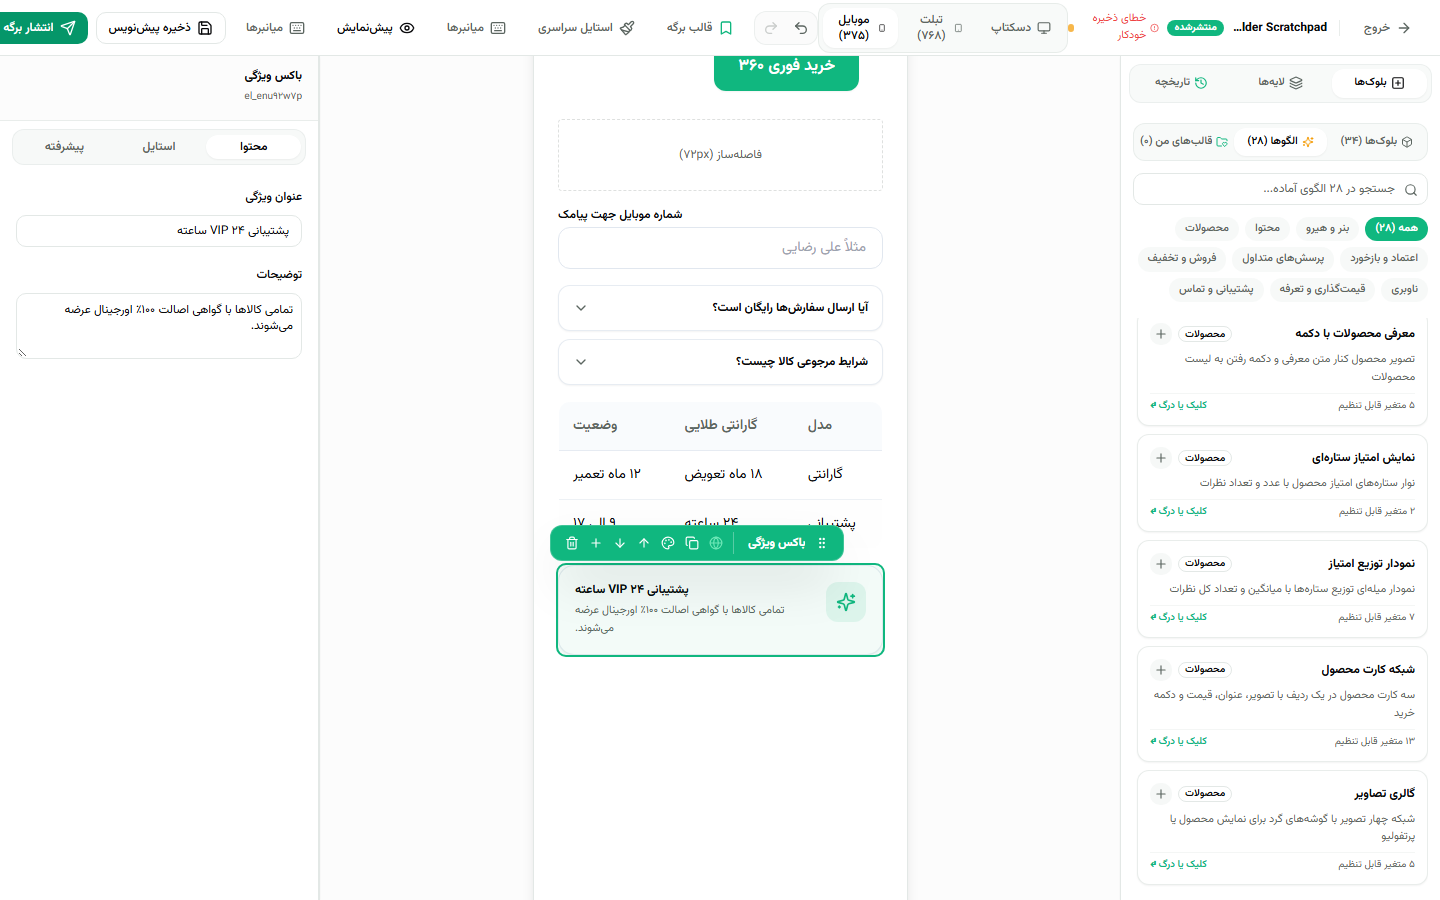 خروج
...lder Scratchpad
منتشرشده
خطای ذخیره
خودکار
دسکتاپ
تبلت
(۷۶۸)
موبایل
(۳۷۵)
قالب برگه
استایل سراسری
میانبرها
پیش‌نمایش
میانبرها
ذخیره پیش‌نویس
انتشار برگه
بلوک‌ها
لایه‌ها
تاریخچه
بلوک‌ها (۳۴)
الگوها (۲۸)
قالب‌های من (۰)
جستجو در ۲۸ الگوی آماده...
همه (۲۸)
بنر و هیرو
محتوا
محصولات
اعتماد و بازخورد
پرسش‌های متداول
فروش و تخفیف
ناوبری
قیمت‌گذاری و تعرفه
پشتیبانی و تماس
معرفی محصولات با دکمه
محصولات
تصویر محصول کنار متن معرفی و دکمه رفتن به لیست
محصولات
۵ متغیر قابل تنظیم
کلیک یا درگ
نمایش امتیاز ستاره‌ای
محصولات
نوار ستاره‌های امتیاز محصول با عدد و تعداد نظرات
۲ متغیر قابل تنظیم
کلیک یا درگ
نمودار توزیع امتیاز
محصولات
نمودار میله‌ای توزیع ستاره‌ها با میانگین و تعداد کل نظرات
۷ متغیر قابل تنظیم
کلیک یا درگ
شبکه کارت محصول
محصولات
سه کارت محصول در یک ردیف با تصویر، عنوان، قیمت و دکمه
خرید
۱۳ متغیر قابل تنظیم
کلیک یا درگ
گالری تصاویر
محصولات
شبکه چهار تصویر با گوشه‌های گرد برای نمایش محصول یا
پرتفولیو
۵ متغیر قابل تنظیم
کلیک یا درگ
خرید فوری ۳۶۰
فاصله‌ساز (۷۲px)
شماره موبایل جهت پیامک
مثلاً علی رضایی
آیا ارسال سفارش‌ها رایگان است؟
شرایط مرجوعی کالا چیست؟
مدل
گارانتی طلایی
وضعیت
گارانتی
۱۸ ماه تعویض
۱۲ ماه تعمیر
پشتیبانی
۲۴ ساعته
۹ الی ۱۷
باکس ویژگی
پشتیبانی VIP ۲۴ ساعته
تمامی کالاها با گواهی اصالت ۱۰۰٪ اورجینال عرضه
می‌شوند.
باکس ویژگی
el_enu۹۲w۷p
محتوا
استایل
پیشرفته
عنوان ویژگی
پشتیبانی VIP ۲۴ ساعته
توضیحات
تمامی کالاها با گواهی اصالت ۱۰۰٪ اورجینال عرضه
می‌شوند.